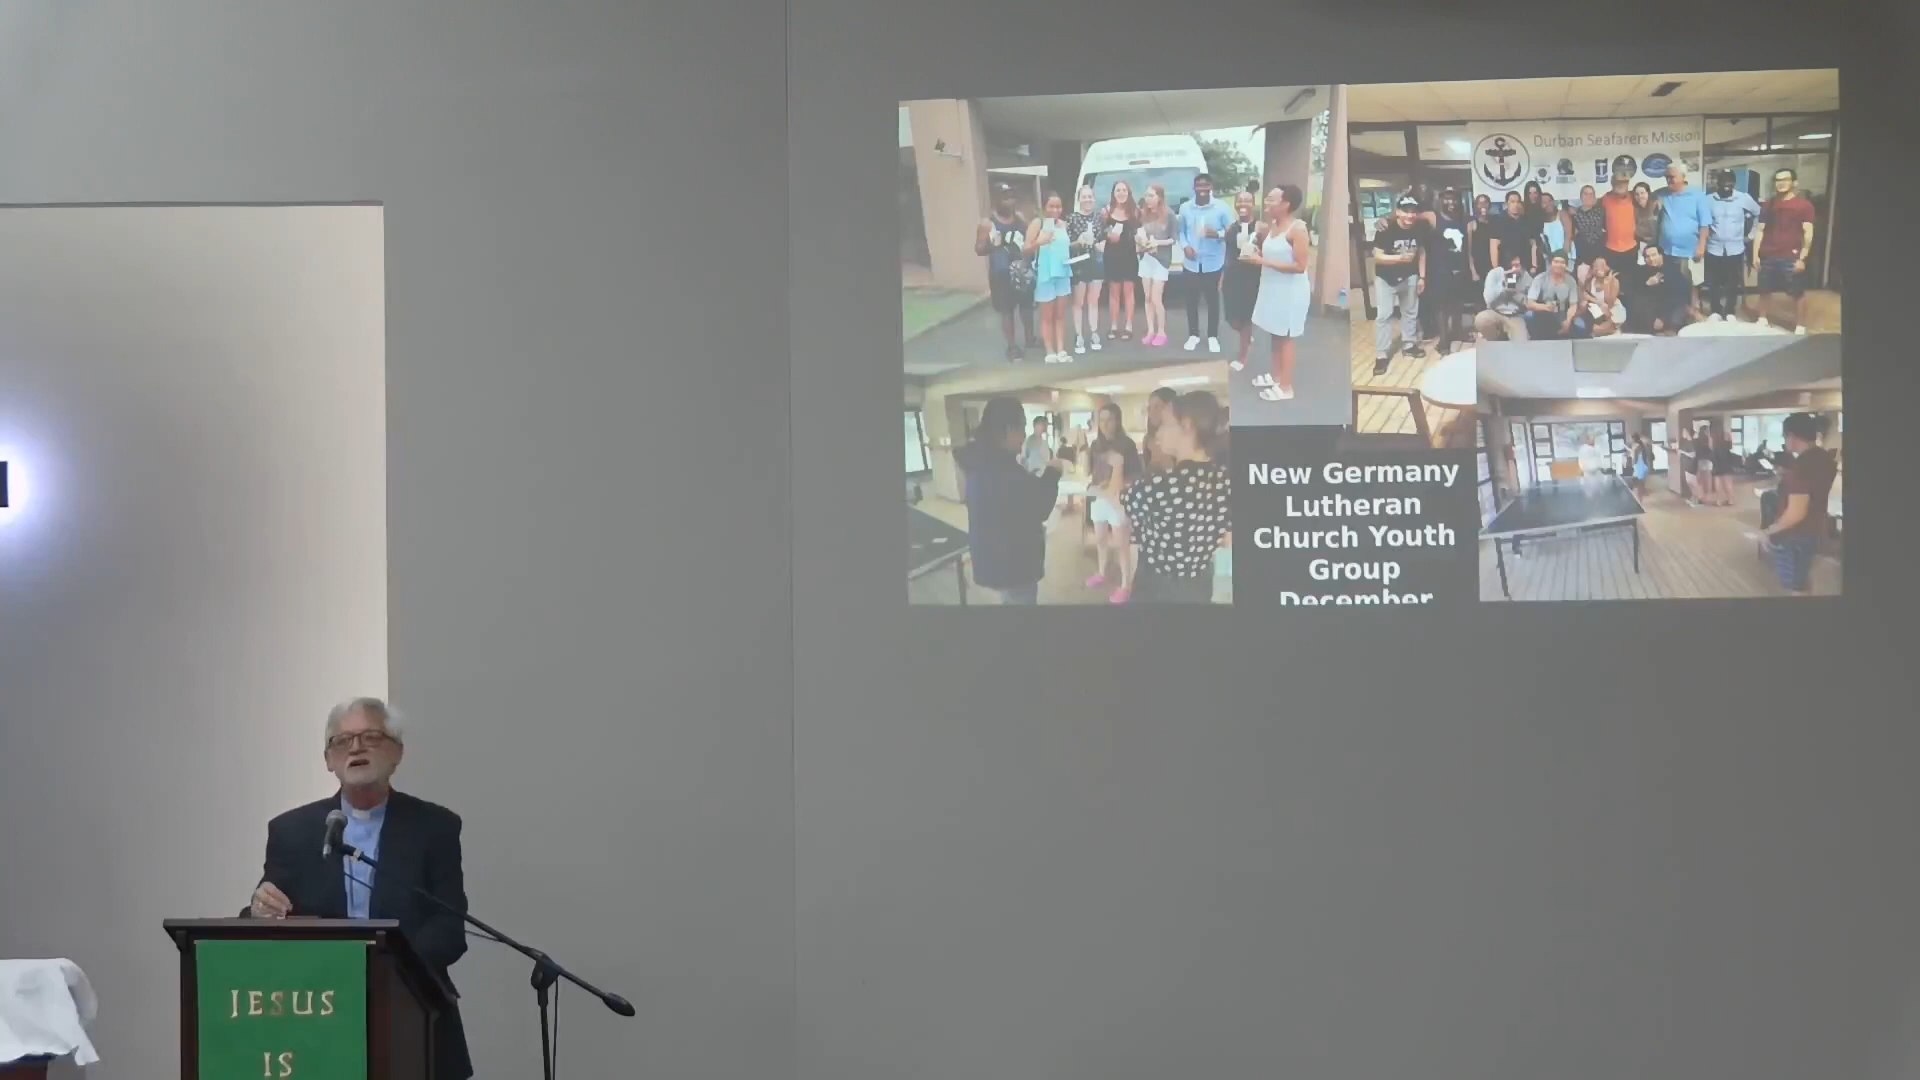 Durban Seafarers Mission
New Germany
Lutheran
Church Youth
Group
December
JESUS
IS